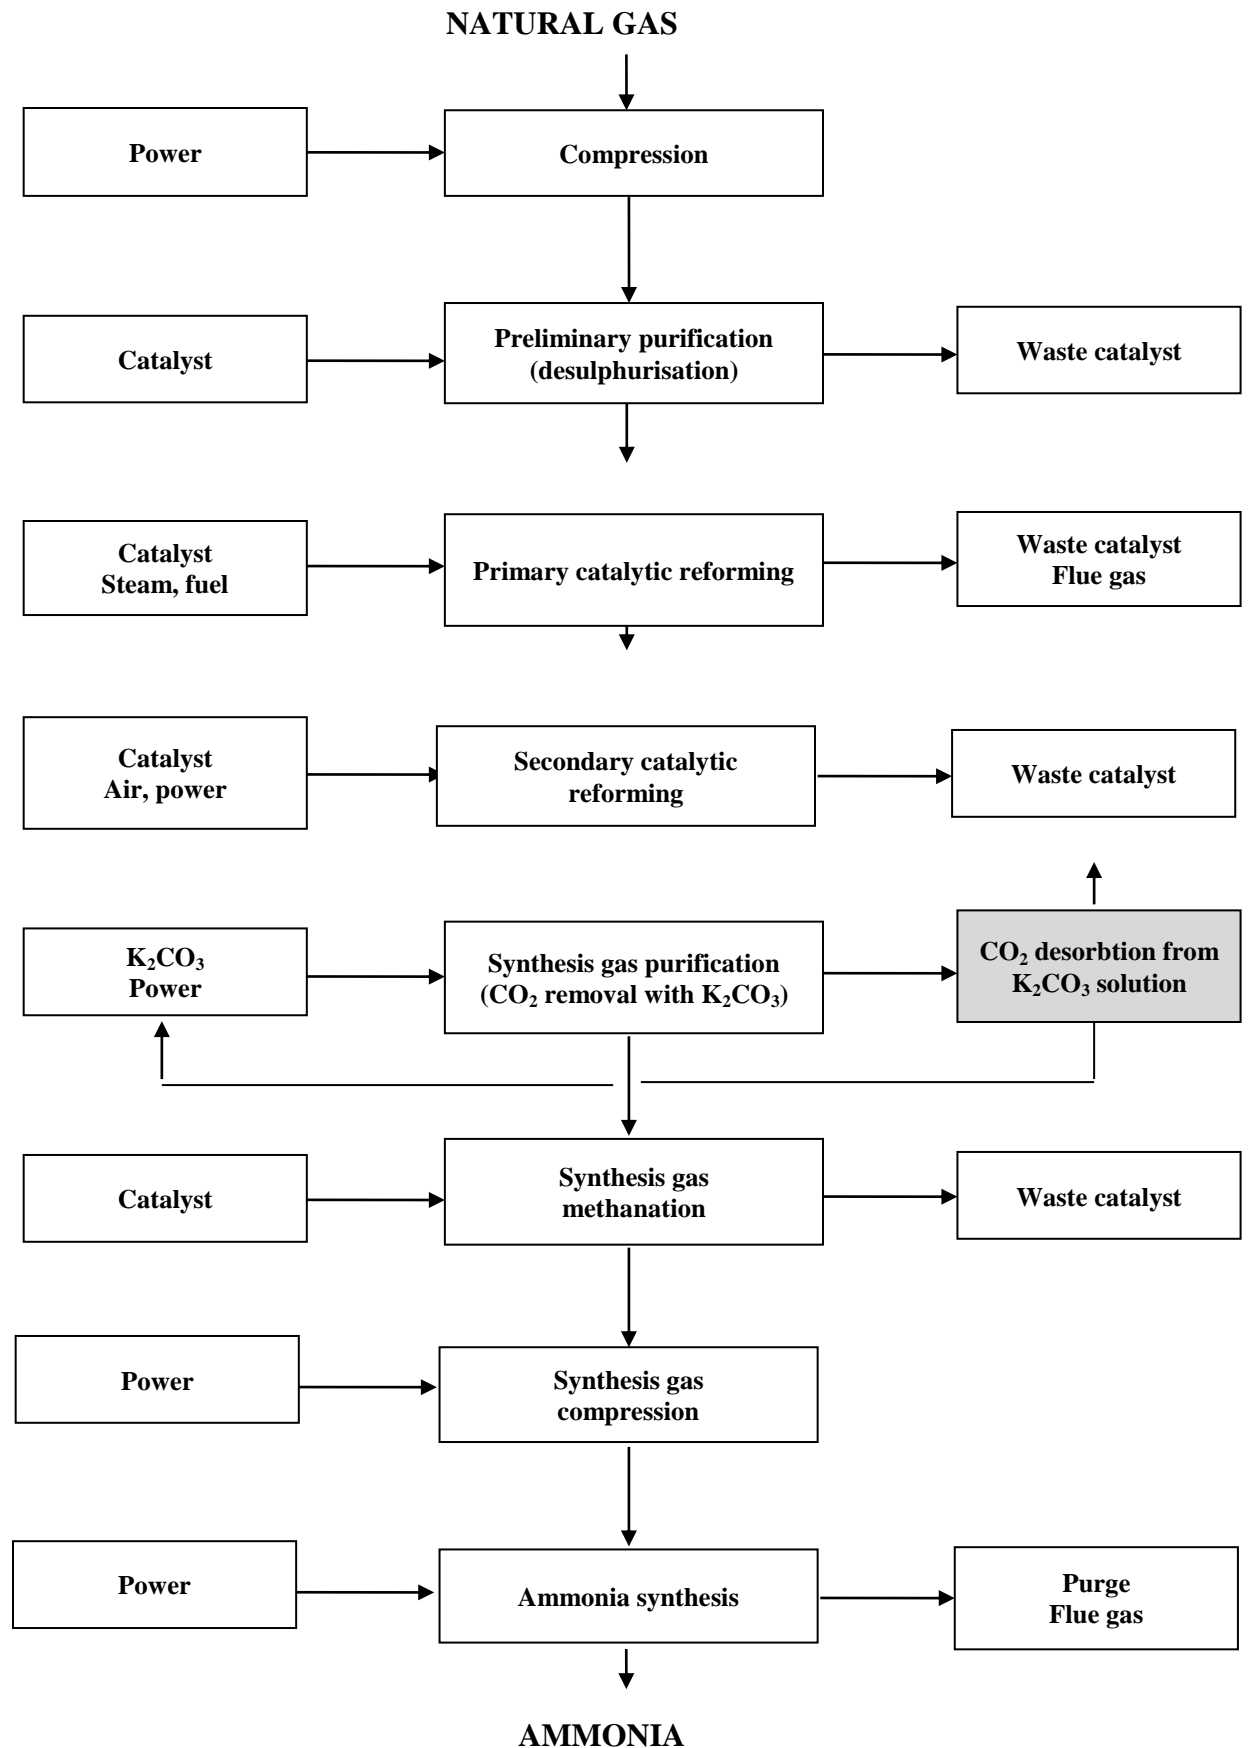 NATURAL GAS
Power
Compression
Catalyst
Preliminary purification
(desulphurisation)
Waste catalyst
Catalyst
Steam, fuel
Primary catalytic reforming
Waste catalyst
Flue gas
Catalyst
Air, power
Secondary catalytic
reforming
Waste catalyst
K₂CO₃
Power
Synthesis gas purification
(CO₂ removal with K₂CO₃)
CO₂ desorbtion from
K₂CO₃ solution
Catalyst
Synthesis gas
methanation
Waste catalyst
Power
Synthesis gas
compression
Power
Ammonia synthesis
Purge
Flue gas
AMMONIA